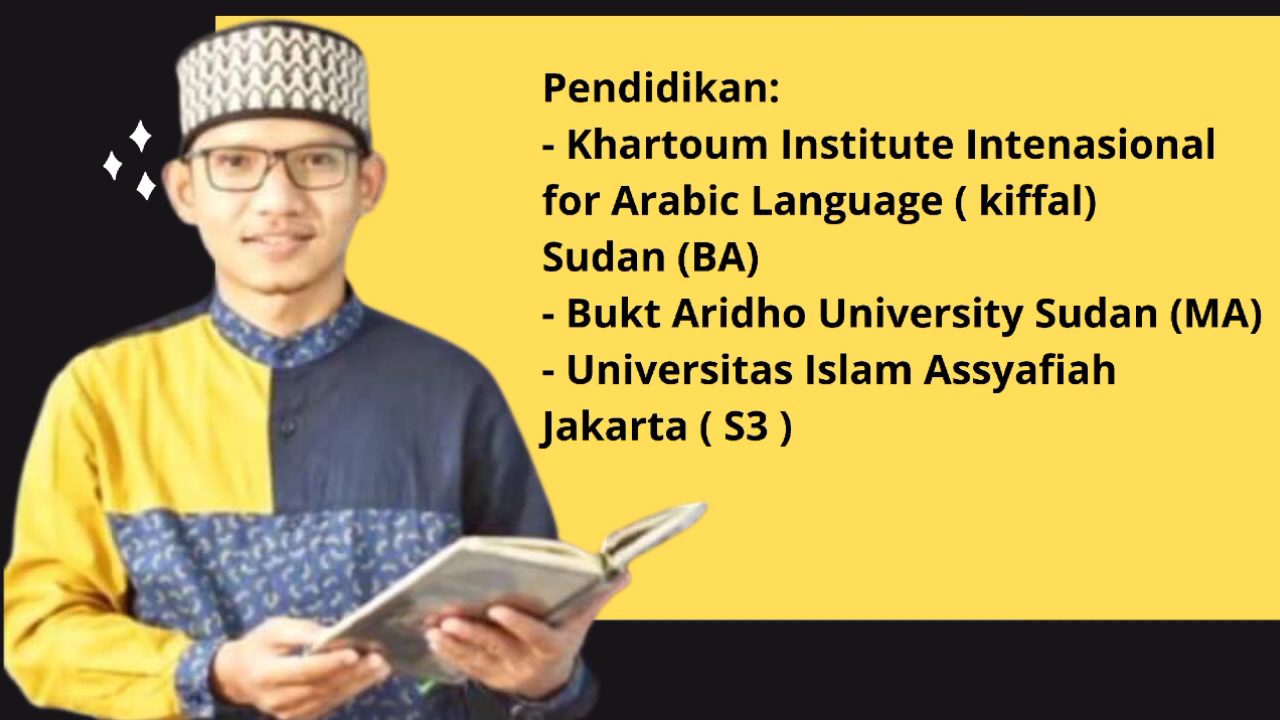 Pendidikan:
- Khartoum Institute Intenasional
for Arabic Language ( kiffal)
Sudan (BA)
- Bukt Aridho University Sudan (MA)
- Universitas Islam Assyafiah
Jakarta ( S3 )